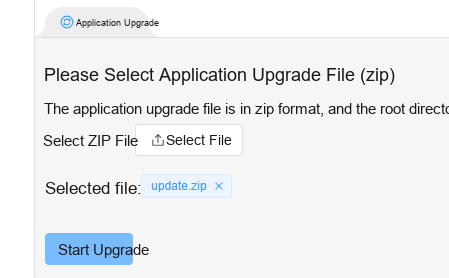 Application Upgrade
Please Select Application Upgrade File (zip)
The application upgrade file is in zip format, and the root
Select ZIP File Select File
Selected file: update.zip ×
Start Upgrade